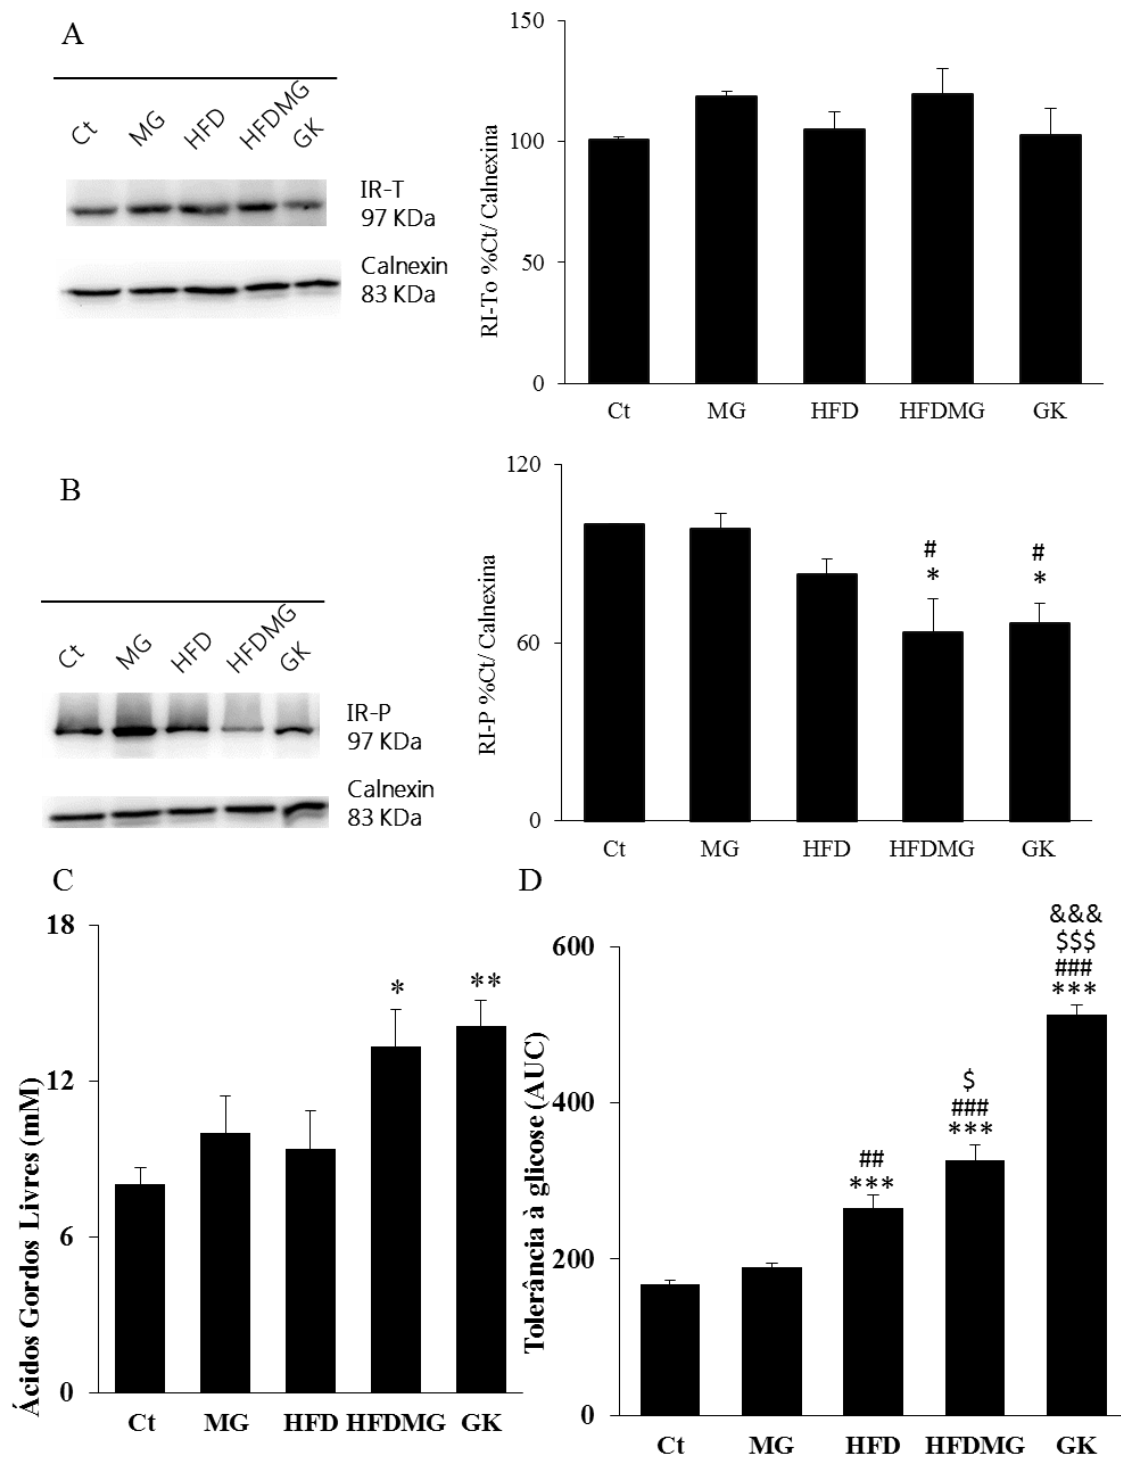 A
Ct MG HFD HFDMG GK
IR-T
97 KDa
Calnexin
83 KDa
RI-To %Ct/ Calnexina
150
100
50
0
Ct MG HFD HFDMG GK
B
Ct MG HFD HFDMG GK
IR-P
97 KDa
Calnexin
83 KDa
RI-P %Ct/ Calnexina
120
60
0
# #
* *
Ct MG HFD HFDMG GK
C
Ácidos Gordos Livres (mM)
18
12
6
0
* **
Ct MG HFD HFDMG GK
D
Tolerância à glicose (AUC)
600
400
200
0
##
***
$
###
***
&&&
$$$
###
***
Ct MG HFD HFDMG GK